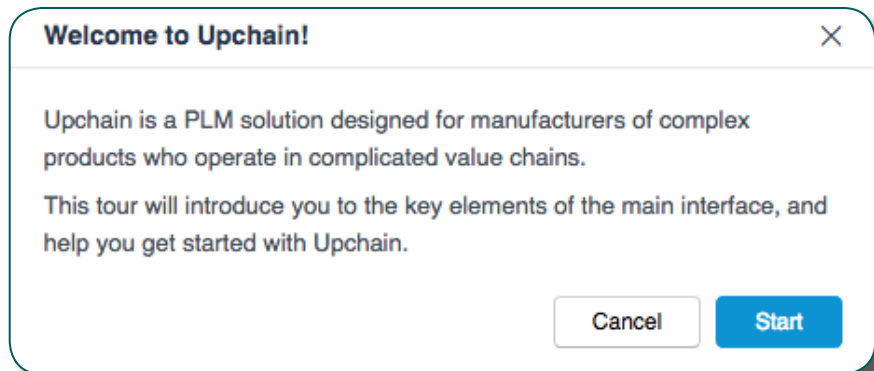 Welcome to Upchain!
Upchain is a PLM solution designed for manufacturers of complex
products who operate in complicated value chains.
This tour will introduce you to the key elements of the main interface, and
help you get started with Upchain.
Cancel Start